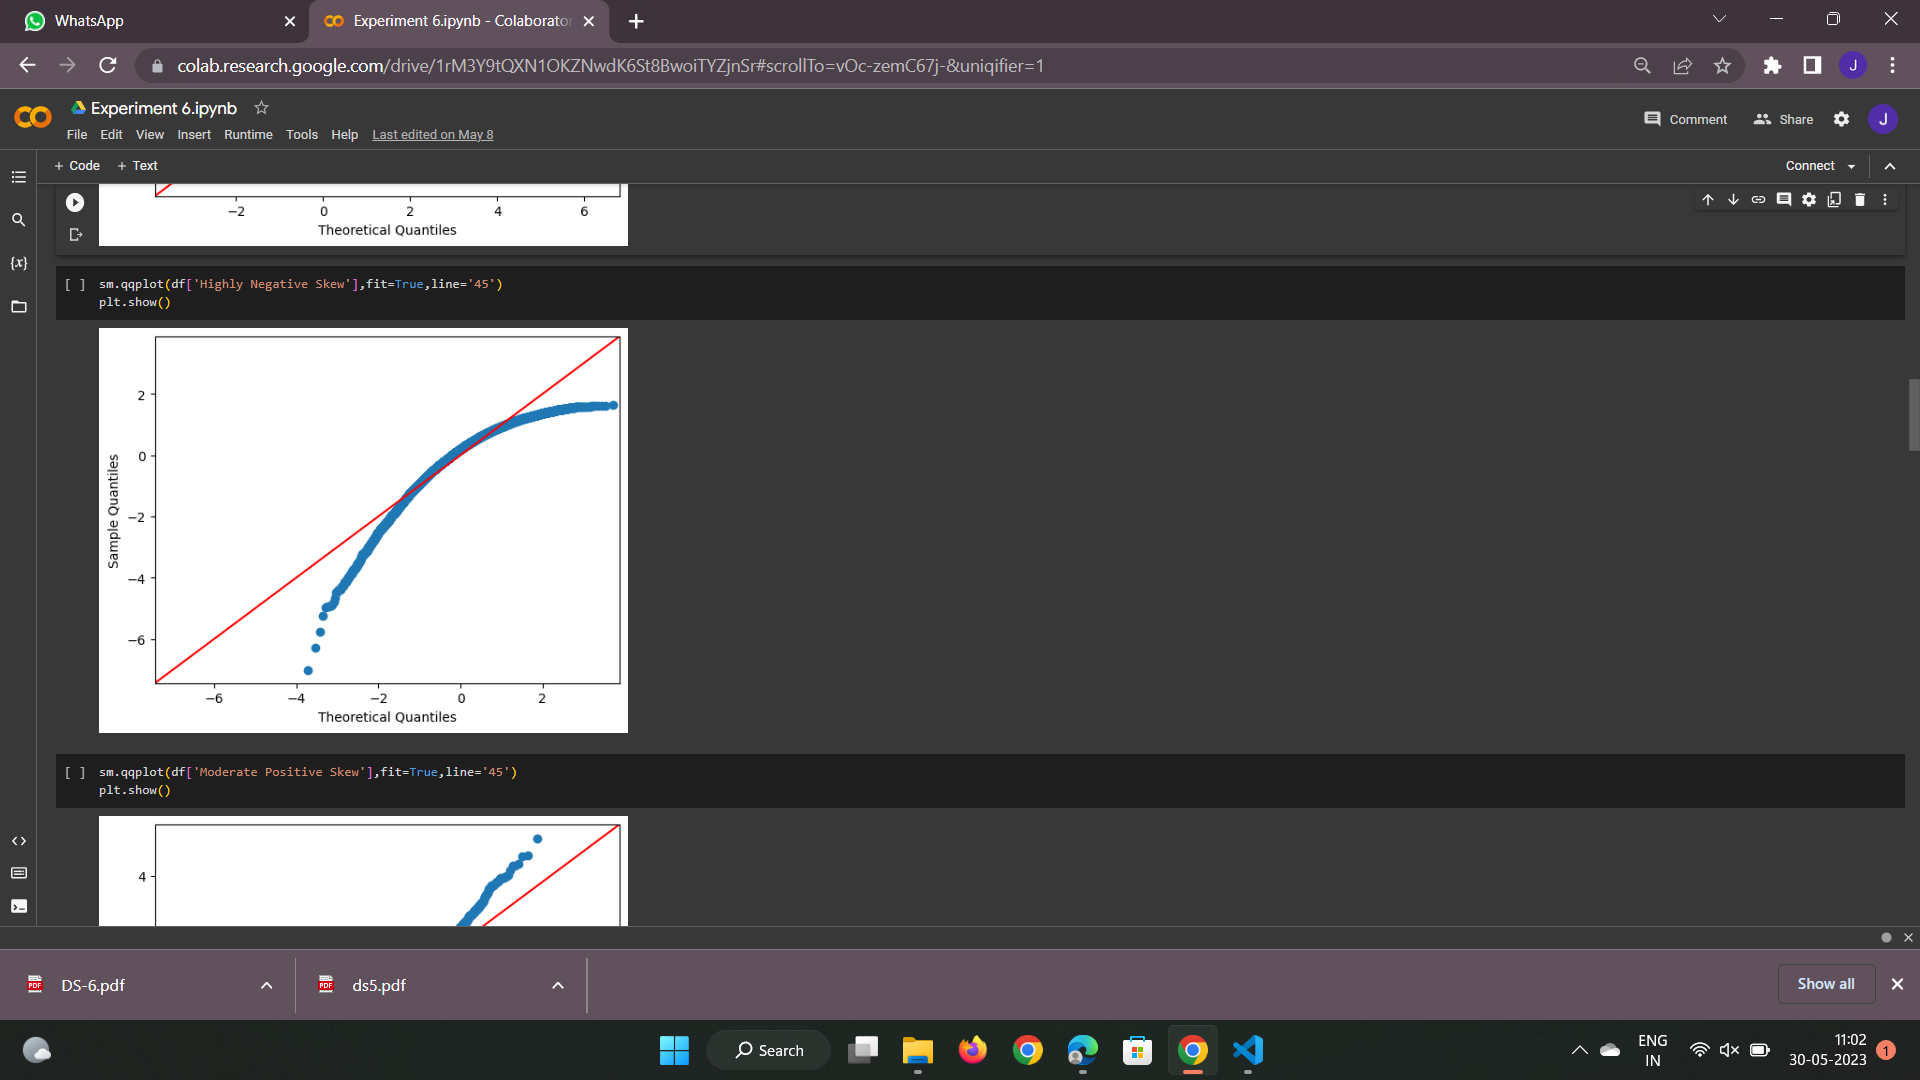 WhatsApp
Experiment 6.ipynb - Colaborator
colab.research.google.com/drive/1rM3Y9tQXN1OKZNwdK6St8BwoiTYZjnSr#scrollTo=vOc-zemC67j-&uniqifier=1
J
Experiment 6.ipynb
File Edit View Insert Runtime Tools Help Last edited on May 8
Comment Share J
+ Code + Text
Connect
{x}
−2 0 2 4 6
Theoretical Quantiles
[ ] sm.qqplot(df['Highly Negative Skew'],fit=True,line='45')
plt.show()
2
0
−2
−4
−6
Sample Quantiles
−6 −4 −2 0 2
Theoretical Quantiles
[ ] sm.qqplot(df['Moderate Positive Skew'],fit=True,line='45')
plt.show()
4
PDF DS-6.pdf
PDF ds5.pdf
Show all
Search
ENG
IN
11:02
30-05-2023
1